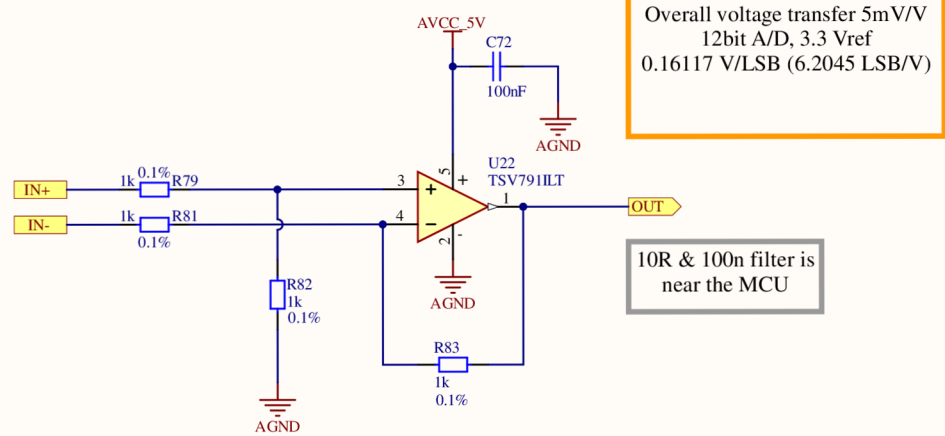 Overall voltage transfer 5mV/V
12bit A/D, 3.3 Vref
0.16117 V/LSB (6.2045 LSB/V)
AVCC_5V
C72
100nF
AGND
U22
TSV791ILT
5
+
IN+
1k
0.1%
R79
3
+
1
OUT
IN-
1k
R81
0.1%
4
-
2
-
AGND
10R & 100n filter is
near the MCU
R82
1k
0.1%
R83
1k
0.1%
AGND